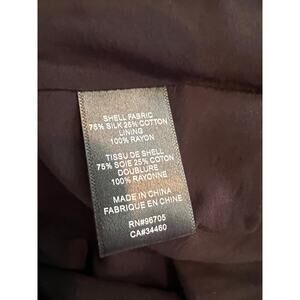 SHELL FABRIC
75% SILK 25% COTTON
LINING
100% RAYON
TISSU DE SHELL
75% SOIE 25% COTON
DOUBLURE
100% RAYONNE
MADE IN CHINA
FABRIQUE EN CHINE
RN#96705
CA#34460